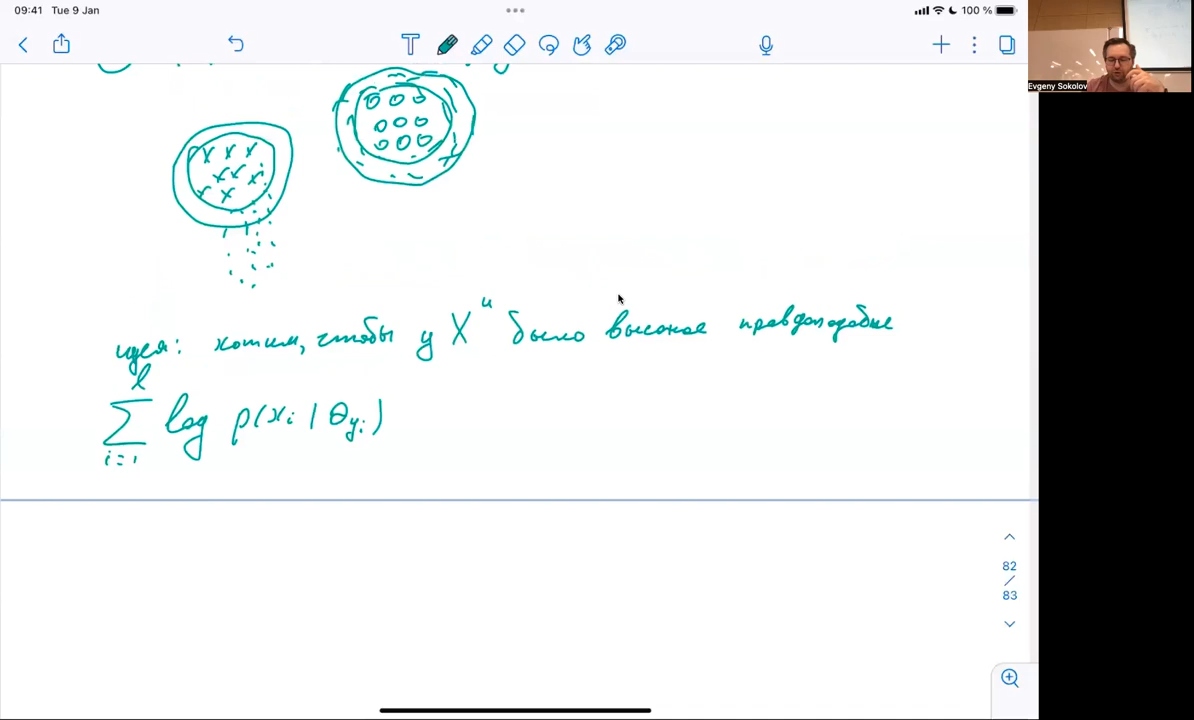 09:41 Tue 9 Jan
100 %
Evgeny Sokolov
идея: хотим, чтобы у Xᵘ было высокое правдоподобие
∑_{i=1}^{ℓ} log p(x_i | θ_{y_i})
82
/
83